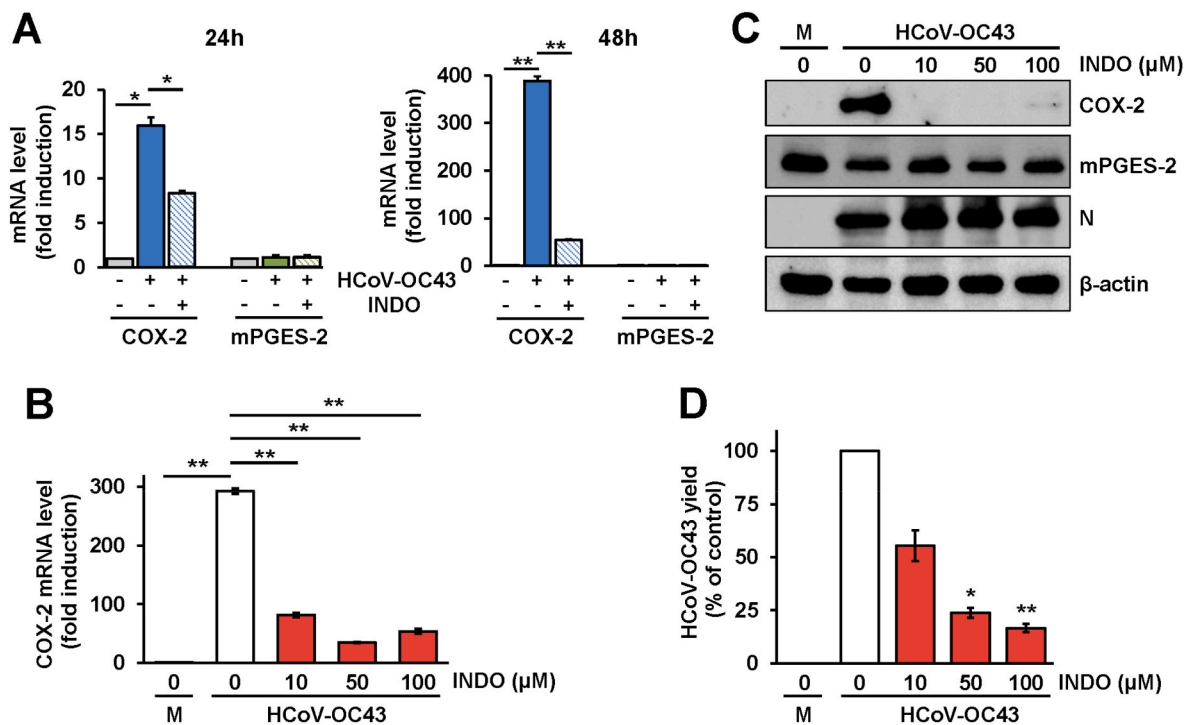 A
24h
48h
mRNA level
(fold induction)
20
15
10
5
0
*
*
- + + - + + HCoV-OC43
- - + - - + INDO
COX-2 mPGES-2
mRNA level
(fold induction)
400
300
200
100
0
**
**
- + + - + +
- - + - - +
COX-2 mPGES-2
B
COX-2 mRNA level
(fold induction)
300
200
100
0
**
**
**
**
0 0 10 50 100 INDO (µM)
M HCoV-OC43
C
M HCoV-OC43
0 0 10 50 100 INDO (µM)
COX-2
mPGES-2
N
β-actin
D
HCoV-OC43 yield
(% of control)
100
75
50
25
0
*
**
0 0 10 50 100 INDO (µM)
M HCoV-OC43